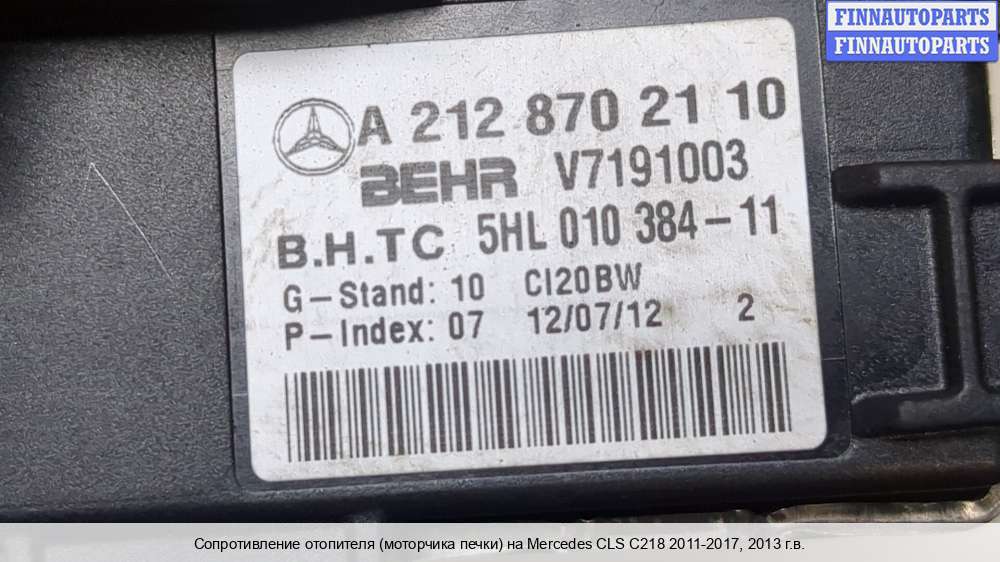 FINNAUTOPARTS
FINNAUTOPARTS
A 212 870 21 10
BEHR V7191003
B.H.TC 5HL 010 384-11
G-Stand: 10 CI20BW
P-Index: 07 12/07/12 2
Сопротивление отопителя (моторчика печки) на Mercedes CLS C218 2011-2017, 2013 г.в.